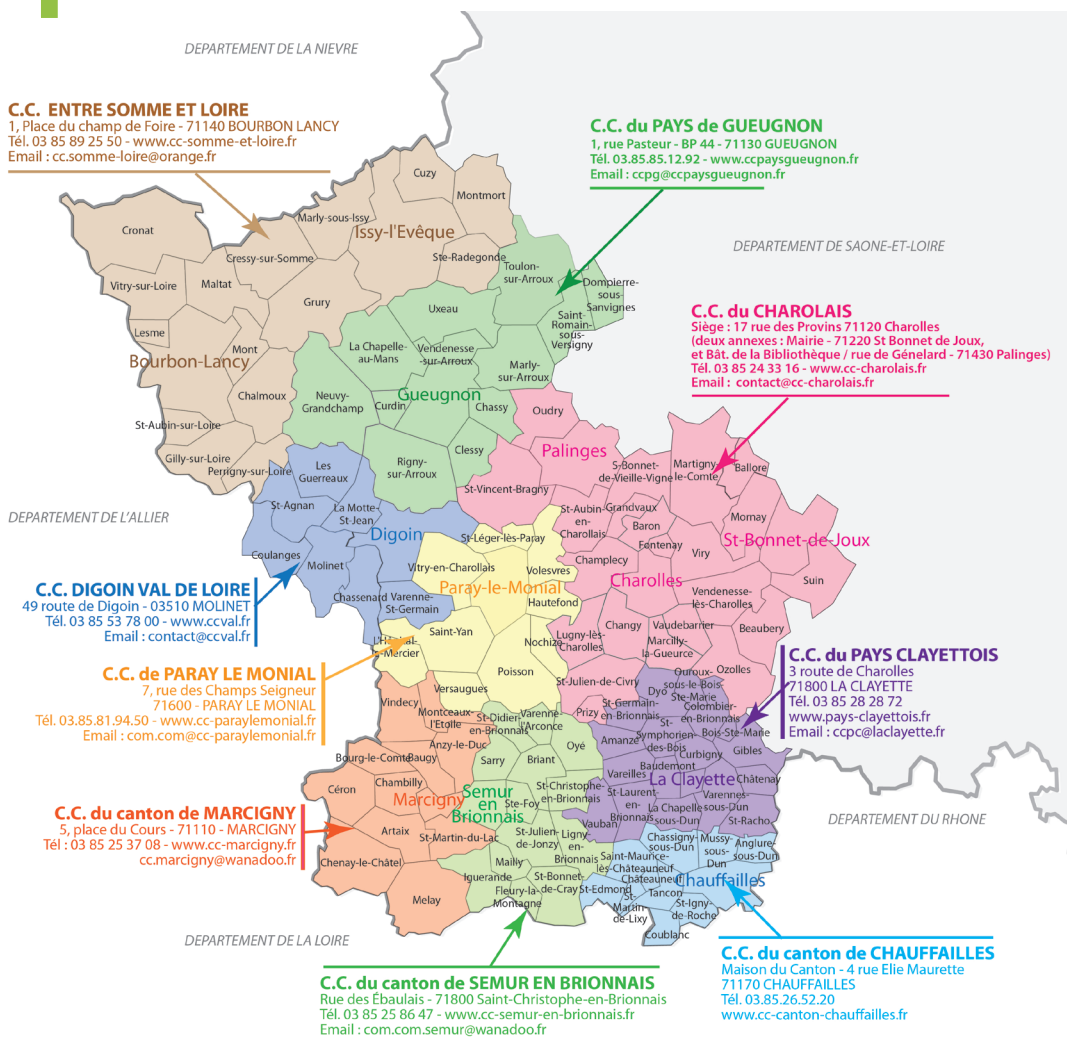 DEPARTEMENT DE LA NIEVRE
C.C. ENTRE SOMME ET LOIRE
1, Place du champ de Foire - 71140 BOURBON LANCY
Tél. 03 85 89 25 50 - www.cc-somme-et-loire.fr
Email : cc.somme-loire@orange.fr
C.C. du PAYS de GUEUGNON
1, rue Pasteur - BP 44 - 71130 GUEUGNON
Tél. 03.85.85.12.92 - www.ccpaysgueugnon.fr
Email : ccpg@ccpaysgueugnon.fr
DEPARTEMENT DE SAONE-ET-LOIRE
C.C. du CHAROLAIS
Siège : 17 rue des Provins 71120 Charolles
(deux annexes : Mairie - 71220 St Bonnet de Joux,
et Bât. de la Bibliothèque / rue de Génelard - 71430 Palinges)
Tél. 03 85 24 33 16 - www.cc-charolais.fr
Email : contact@cc-charolais.fr
Cuzy
Montmort
Marly-sous-Issy
Issy-l'Evêque
Cronat
Cressy-sur-Somme
Ste-Radegonde
Vitry-sur-Loire
Maltat
Grury
Lesme
Mont
Bourbon-Lancy
Chalmoux
St-Aubin-sur-Loire
Gilly-sur-Loire
Perrigny-sur-Loire
Toulon-
sur-Arroux
Dompierre-
sous-
Sanvignes
Uxeau
Saint-
Romain-
sous-
Versigny
La Chapelle-
au-Mans
Vendenesse
-sur-Arroux
Marly-
sur-Arroux
Gueugnon
Neuvy-
Grandchamp
Curdin
Chassy
Clessy
Rigny-
sur-Arroux
Oudry
Palinges
St-Vincent-Bragny
S-Bonnet-
de-Vieille-Vigne
Martigny-
le-Comte
Ballore
St-Aubin-
en-
Charollais
Grandvaux
Baron
Fontenay
Mornay
St-Bonnet-de-Joux
Viry
Champlecy
Charolles
Suin
Vendenesse-
lès-Charolles
Changy
Vaudebarrier
Beaubery
Lugny-lès-
Charolles
Marcilly-
la-Gueurce
Ozolles
St-Julien-de-Civry
Prizy
DEPARTEMENT DE L'ALLIER
Les
Guerreaux
St-Agnan
La Motte-
St-Jean
Digoin
Coulanges
Molinet
Chassenard
Varenne-
St-Germain
C.C. DIGOIN VAL DE LOIRE
49 route de Digoin - 03510 MOLINET
Tél. 03 85 53 78 00 - www.ccval.fr
Email : contact@ccval.fr
St-Léger-lès-Paray
Vitry-en-Charollais
Volesvres
Paray-le-Monial
Hautefond
Saint-Yan
L'Hôpital-
le-Mercier
Nochize
Poisson
Versaugues
C.C. de PARAY LE MONIAL
7, rue des Champs Seigneur
71600 - PARAY LE MONIAL
Tél. 03.85.81.94.50 - www.cc-paraylemonial.fr
Email : com.com@cc-paraylemonial.fr
C.C. du PAYS CLAYETTOIS
3 route de Charolles
71800 LA CLAYETTE
Tél. 03 85 28 28 72
www.pays-clayettois.fr
Email : ccpc@laclayette.fr
Ouroux-
sous-le-Bois-
Ste-Marie
Dyo
St-Germain-
en-Brionnais
Colombier-
en-Brionnais
Bois-Ste-Marie
Amanzé
St-
Symphorien-
des-Bois
Curbigny
Gibles
Baudemont
Vareilles
La Clayette
Châtenay
St-Laurent-
en-
Brionnais
Varennes-
sous-Dun
La Chapelle
sous-Dun
Vauban
St-Racho
Vindecy
Montceaux-
l'Etoile
Anzy-le-Duc
Bourg-le-Comte
Baugy
Céron
Chambilly
Marcigny
Artaix
St-Martin-du-Lac
Chenay-le-Châtel
Melay
C.C. du canton de MARCIGNY
5, place du Cours - 71110 - MARCIGNY
Tél : 03 85 25 37 08 - www.cc-marcigny.fr
cc.marcigny@wanadoo.fr
St-Didier-
en-Brionnais
Varenne-
l'Arconce
Oyé
Sarry
Briant
Semur
en
Brionnais
St-Christophe-
en-Brionnais
Ste-Foy
St-Julien-
de-Jonzy
Ligny-
en-
Brionnais
Mailly
Iguerande
St-Bonnet-
de-Cray
Fleury-la-
Montagne
DEPARTEMENT DU RHONE
Chassigny-
sous-Dun
Mussy-
sous-
Dun
Anglure-
sous-Dun
Saint-Maurice-
lès-Châteauneuf
Châteauneuf
Chauffailles
St-Edmond
Tancon
St-
Martin-
de-Lixy
St-Igny-
de-Roche
Coublanc
DEPARTEMENT DE LA LOIRE
C.C. du canton de SEMUR EN BRIONNAIS
Rue des Ébaulais - 71800 Saint-Christophe-en-Brionnais
Tél. 03 85 25 86 47 - www.cc-semur-en-brionnais.fr
Email : com.com.semur@wanadoo.fr
C.C. du canton de CHAUFFAILLES
Maison du Canton - 4 rue Elie Maurette
71170 CHAUFFAILLES
Tél. 03.85.26.52.20
www.cc-canton-chauffailles.fr